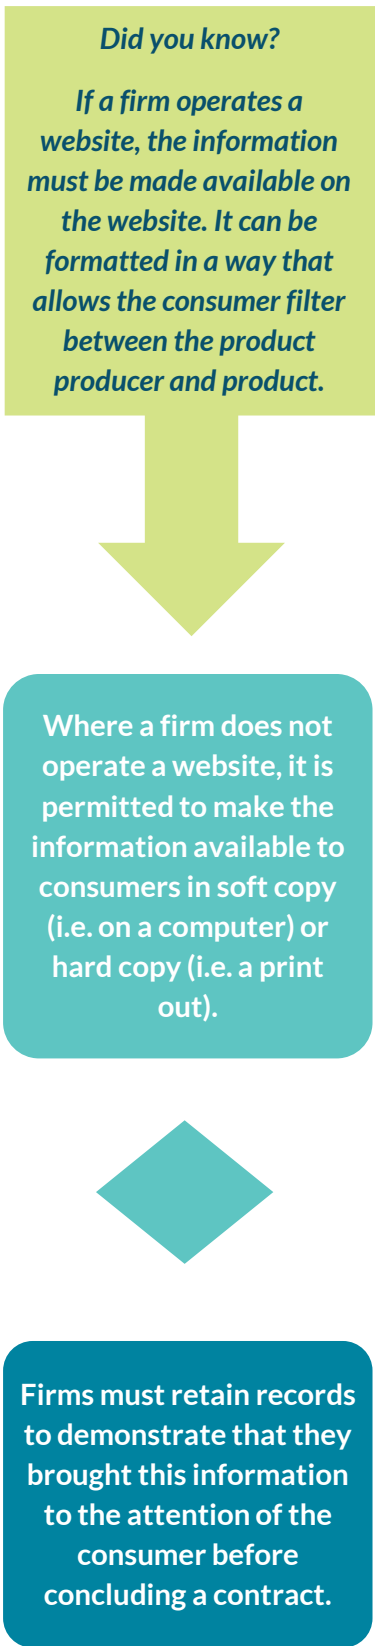 Did you know?
If a firm operates a
website, the information
must be made available on
the website. It can be
formatted in a way that
allows the consumer filter
between the product
producer and product.
Where a firm does not
operate a website, it is
permitted to make the
information available to
consumers in soft copy
(i.e. on a computer) or
hard copy (i.e. a print
out).
Firms must retain records
to demonstrate that they
brought this information
to the attention of the
consumer before
concluding a contract.